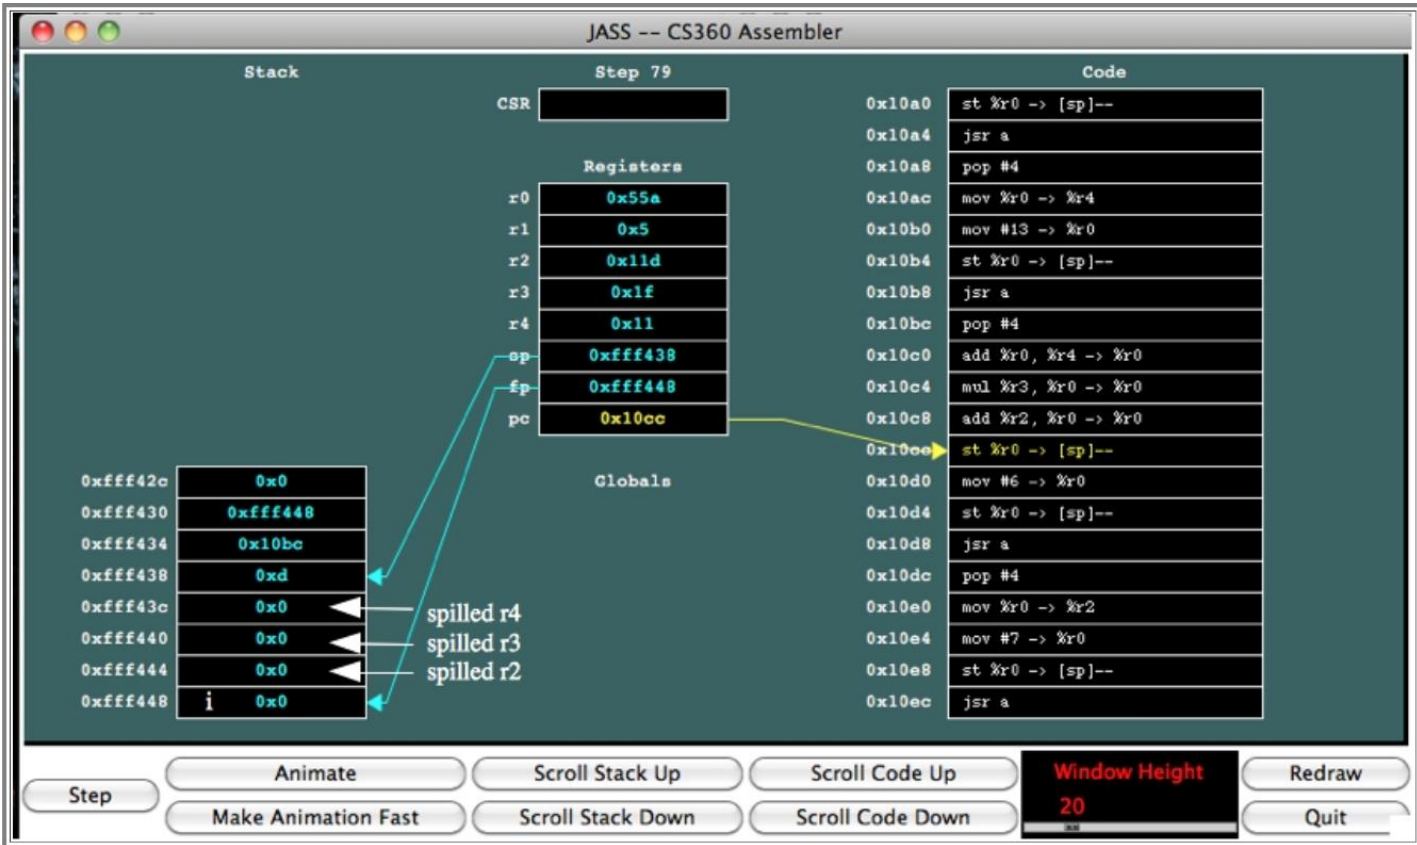 JASS -- CS360 Assembler
Stack
Step 79
Code
CSR
Registers
r0 0x55a
r1 0x5
r2 0x11d
r3 0x1f
r4 0x11
sp 0xfff438
fp 0xfff448
pc 0x10cc
Globals
0xfff42c 0x0
0xfff430 0xfff448
0xfff434 0x10bc
0xfff438 0xd
0xfff43c 0x0 spilled r4
0xfff440 0x0 spilled r3
0xfff444 0x0 spilled r2
0xfff448 i 0x0
0x10a0 st %r0 -> [sp]--
0x10a4 jsr a
0x10a8 pop #4
0x10ac mov %r0 -> %r4
0x10b0 mov #13 -> %r0
0x10b4 st %r0 -> [sp]--
0x10b8 jsr a
0x10bc pop #4
0x10c0 add %r0, %r4 -> %r0
0x10c4 mul %r3, %r0 -> %r0
0x10c8 add %r2, %r0 -> %r0
0x10cc st %r0 -> [sp]--
0x10d0 mov #6 -> %r0
0x10d4 st %r0 -> [sp]--
0x10d8 jsr a
0x10dc pop #4
0x10e0 mov %r0 -> %r2
0x10e4 mov #7 -> %r0
0x10e8 st %r0 -> [sp]--
0x10ec jsr a
Step
Animate
Make Animation Fast
Scroll Stack Up
Scroll Stack Down
Scroll Code Up
Scroll Code Down
Window Height
20
Redraw
Quit